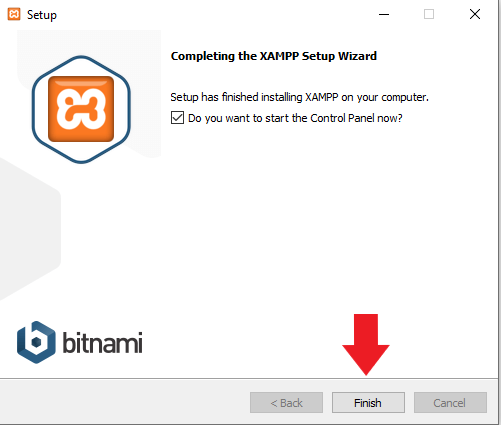 Setup
Completing the XAMPP Setup Wizard
Setup has finished installing XAMPP on your computer.
Do you want to start the Control Panel now?
bitnami
< Back
Finish
Cancel